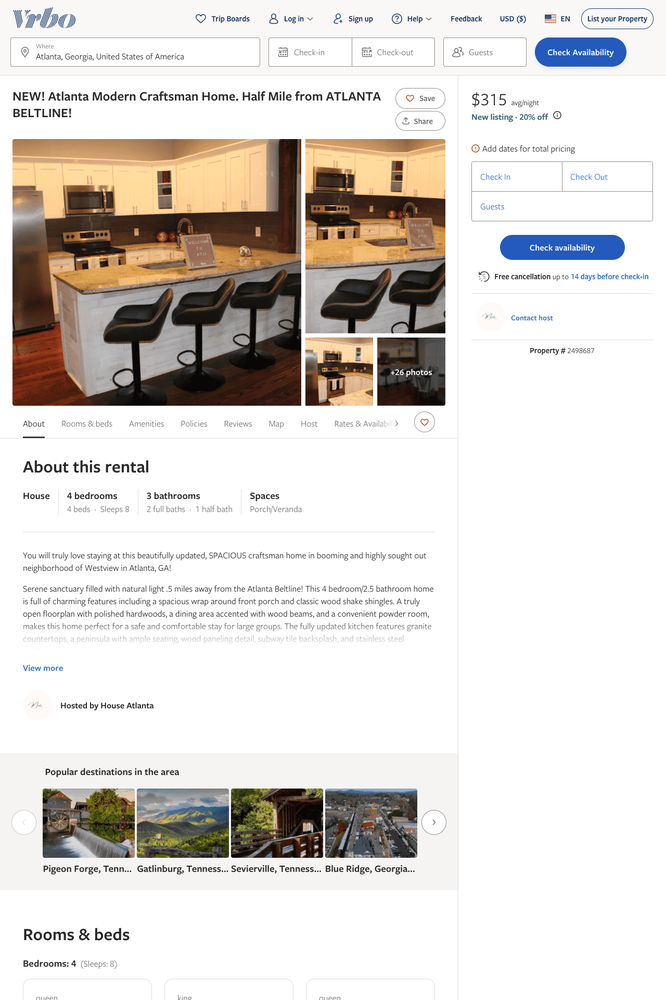 Vrbo
Trip Boards
Log in
Sign up
Help
Feedback
USD ($)
EN
List your Property
Where
Atlanta, Georgia, United States of America
Check-in
Check-out
Guests
Check Availability
NEW! Atlanta Modern Craftsman Home. Half Mile from ATLANTA
BELTLINE!
Save
Share
$315 avg/night
New listing · 20% off
Add dates for total pricing
Check In
Check Out
Guests
Check availability
Free cancellation up to 14 days before check-in
Contact host
Property # 2498687
WELCOME
TO
ATL!
WELCOME
TO
ATL!
+26 photos
About
Rooms & beds
Amenities
Policies
Reviews
Map
Host
Rates & Availabili
About this rental
House
4 bedrooms
4 beds · Sleeps 8
3 bathrooms
2 full baths · 1 half bath
Spaces
Porch/Veranda
You will truly love staying at this beautifully updated, SPACIOUS craftsman home in booming and highly sought out
neighborhood of Westview in Atlanta, GA!
Serene sanctuary filled with natural light .5 miles away from the Atlanta Beltline! This 4 bedroom/2.5 bathroom home
is full of charming features including a spacious wrap around front porch and classic wood shake shingles. A truly
open floorplan with polished hardwoods, a dining area accented with wood beams, and a convenient powder room,
makes this home perfect for a safe and comfortable stay for large groups. The fully updated kitchen features granite
countertops, a peninsula with ample seating, wood paneling detail, subway tile backsplash, and stainless steel
View more
Hosted by House Atlanta
Popular destinations in the area
Pigeon Forge, Tenn...
Gatlinburg, Tenness...
Sevierville, Tenness...
Blue Ridge, Georgia...
Rooms & beds
Bedrooms: 4 (Sleeps: 8)
queen
king
queen